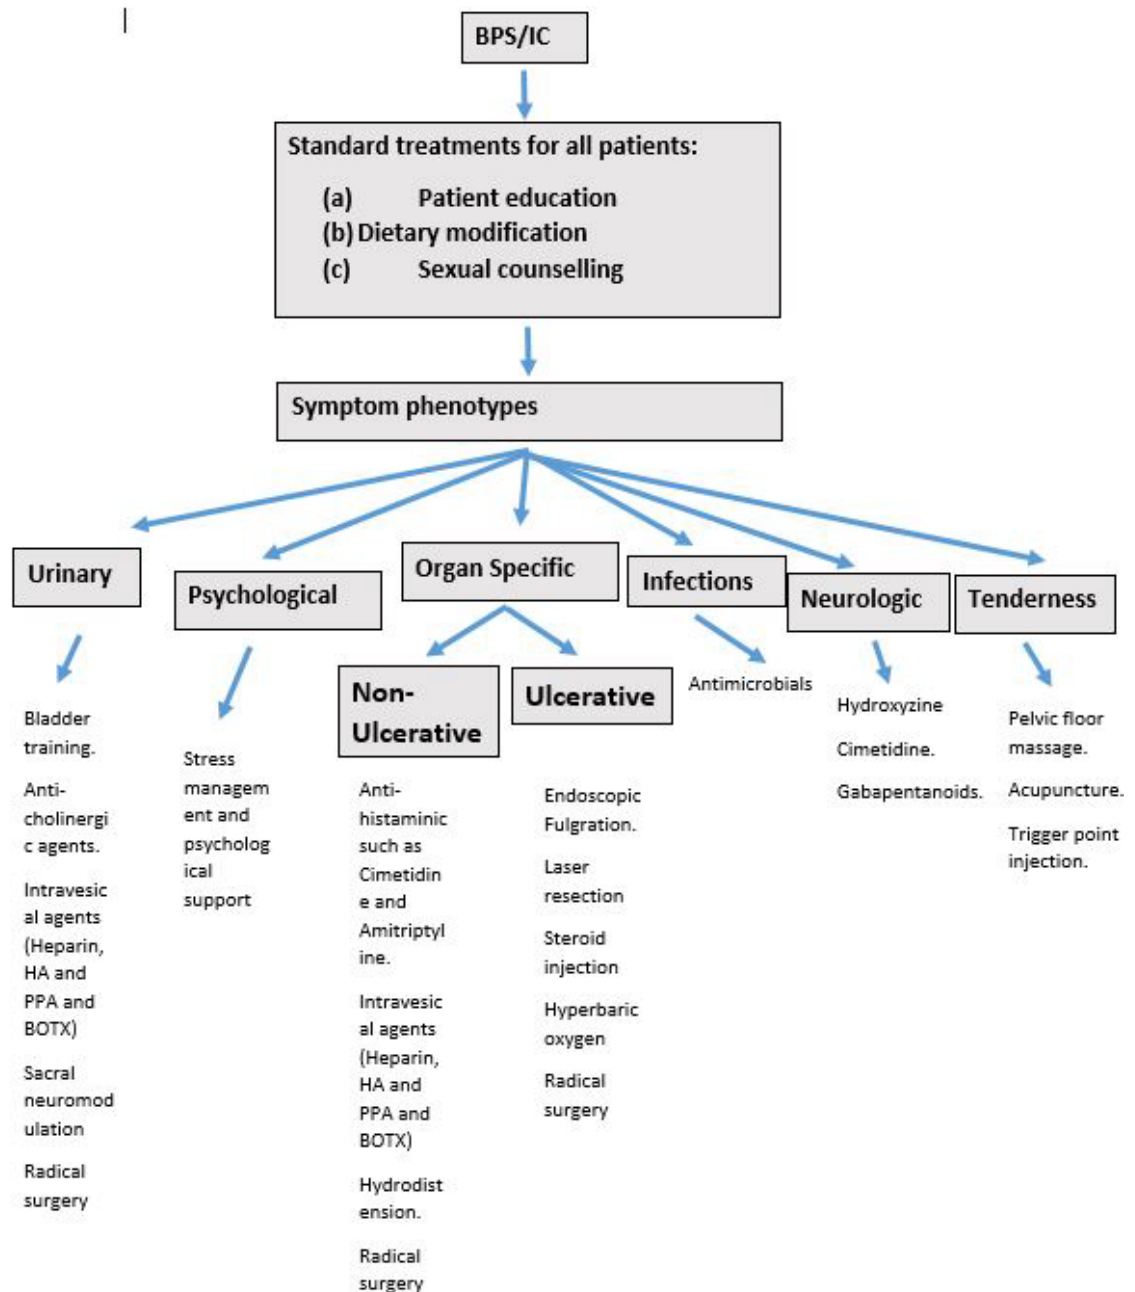 BPS/IC
Standard treatments for all patients:
(a) Patient education
(b) Dietary modification
(c) Sexual counselling
Symptom phenotypes
Urinary
Bladder
training.
Anti-
cholinergi
c agents.
Intravesic
al agents
(Heparin,
HA and
PPA and
BOTX)
Sacral
neuromod
ulation
Radical
surgery
Psychological
Stress
managem
ent and
psycholog
ical
support
Organ Specific
Non-
Ulcerative
Anti-
histaminic
such as
Cimetidin
e and
Amitriptyl
ine.
Intravesic
al agents
(Heparin,
HA and
PPA and
BOTX)
Hydrodist
ension.
Radical
surgery
Ulcerative
Endoscopic
Fulgration.
Laser
resection
Steroid
injection
Hyperbaric
oxygen
Radical
surgery
Infections
Antimicrobials
Neurologic
Hydroxyzine
Cimetidine.
Gabapentanoids.
Tenderness
Pelvic floor
massage.
Acupuncture.
Trigger point
injection.